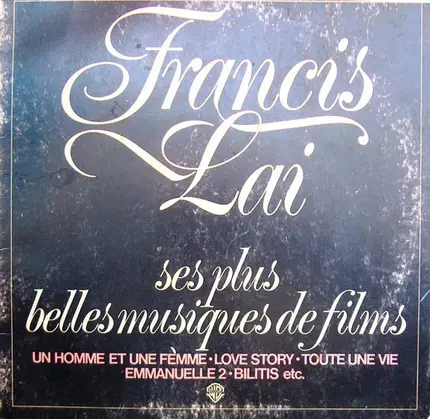 Francis
Lai
ses plus
belles musiques de films
UN HOMME ET UNE FEMME • LOVE STORY • TOUTE UNE VIE
EMMANUELLE 2 • BILITIS etc.